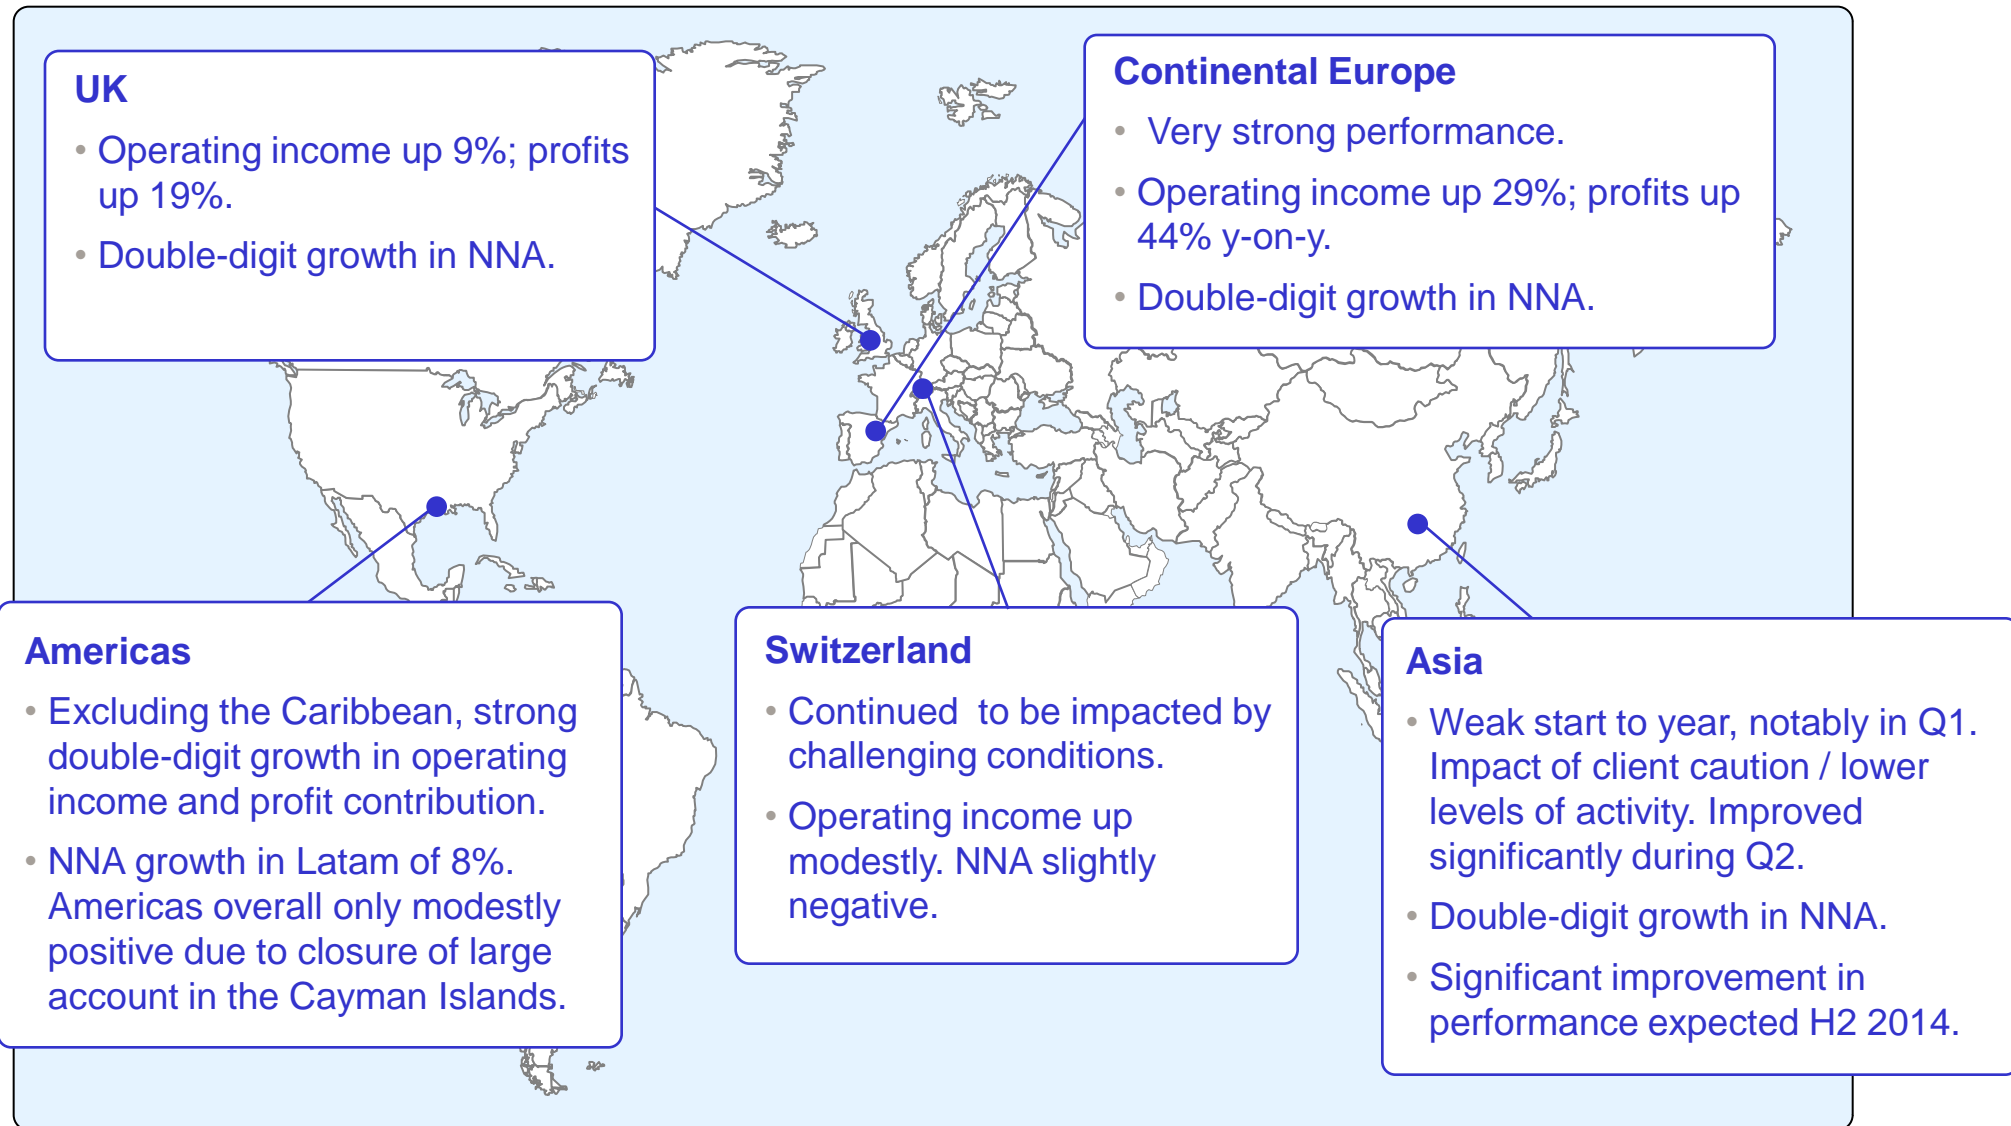 UK
• Operating income up 9%; profits
up 19%.
• Double-digit growth in NNA.
Continental Europe
• Very strong performance.
• Operating income up 29%; profits up
44% y-on-y.
• Double-digit growth in NNA.
Americas
• Excluding the Caribbean, strong
double-digit growth in operating
income and profit contribution.
• NNA growth in Latam of 8%.
Americas overall only modestly
positive due to closure of large
account in the Cayman Islands.
Switzerland
• Continued  to be impacted by
challenging conditions.
• Operating income up
modestly. NNA slightly
negative.
Asia
• Weak start to year, notably in Q1.
Impact of client caution / lower
levels of activity. Improved
significantly during Q2.
• Double-digit growth in NNA.
• Significant improvement in
performance expected H2 2014.